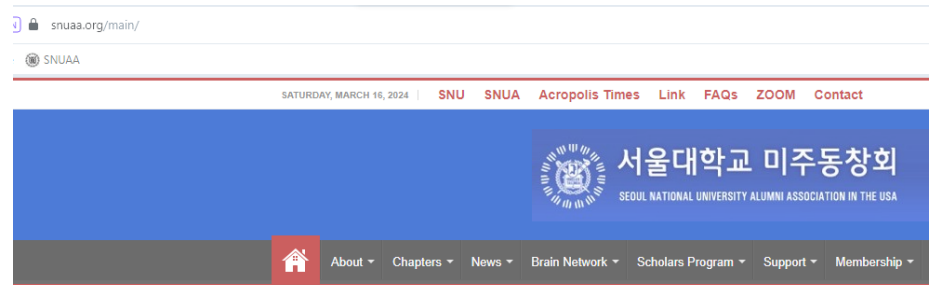 snuaa.org/main/
SNUAA
SATURDAY, MARCH 16, 2024 SNU SNUA Acropolis Times Link FAQs ZOOM Contact
서울대학교 미주동창회
SEOUL NATIONAL UNIVERSITY ALUMNI ASSOCIATION IN THE USA
About Chapters News Brain Network Scholars Program Support Membership